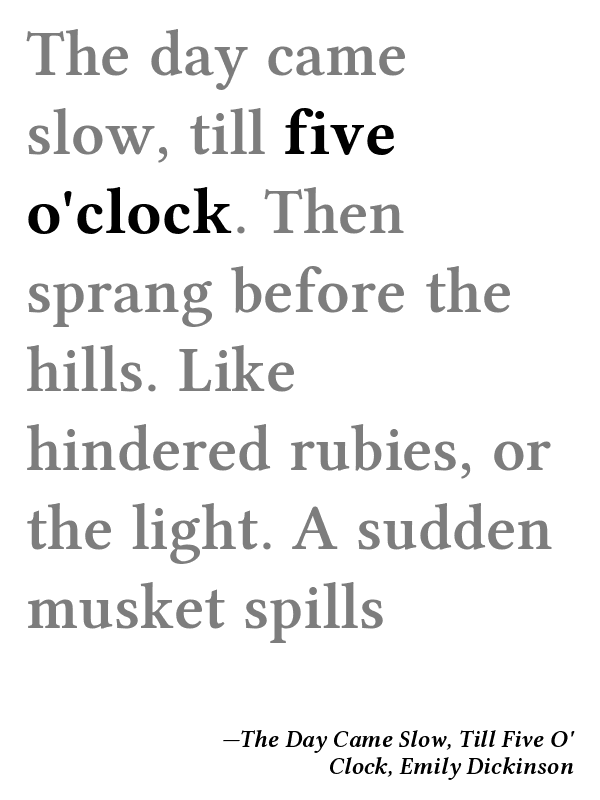 The day came
slow, till five
o'clock. Then
sprang before the
hills. Like
hindered rubies, or
the light. A sudden
musket spills
—The Day Came Slow, Till Five O'
Clock, Emily Dickinson